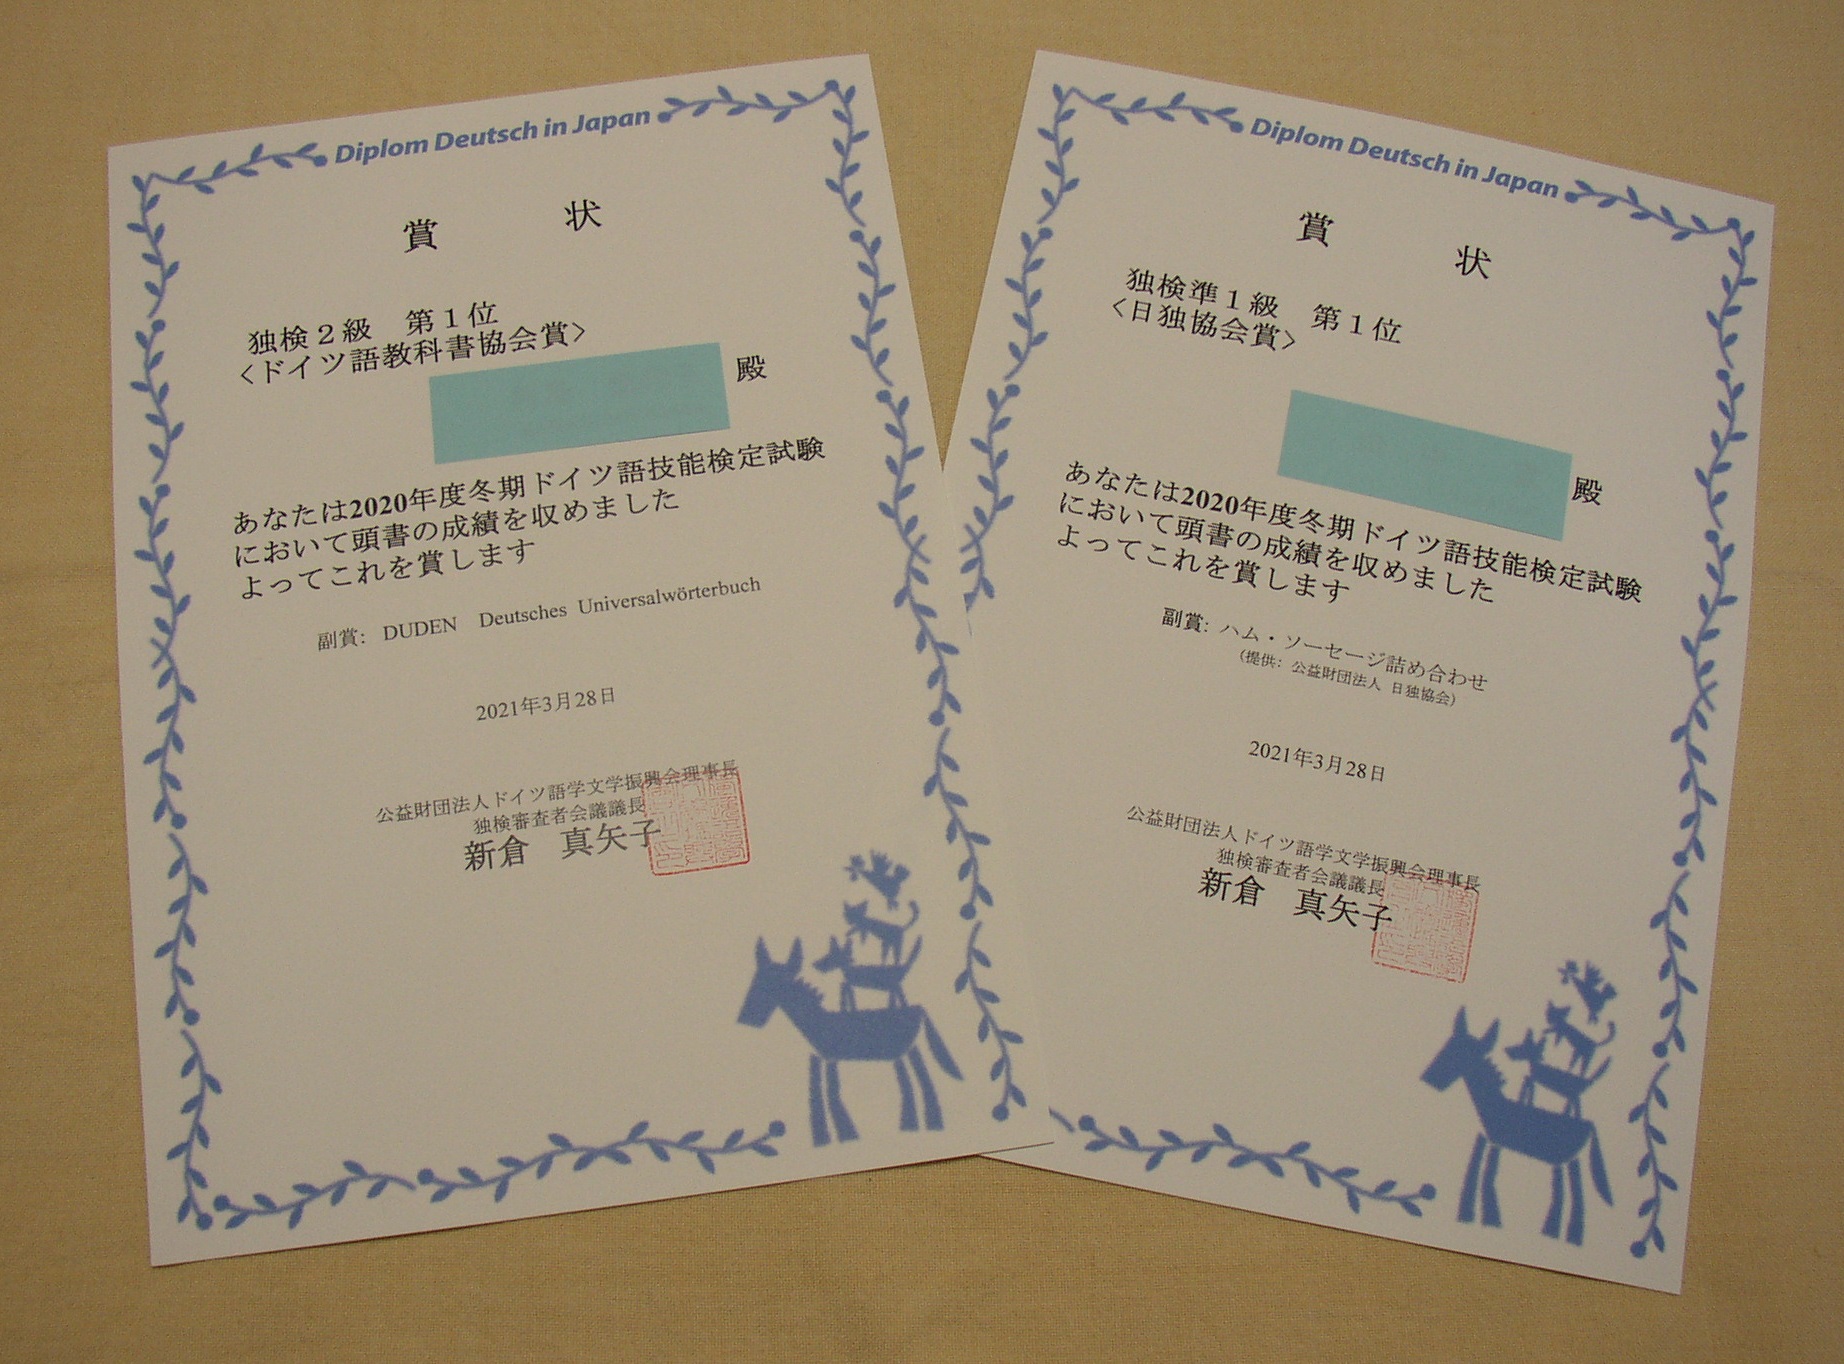 Diplom Deutsch in Japan
賞 状
独検2級 第1位
<ドイツ語教科書協会賞>
殿
あなたは2020年度冬期ドイツ語技能検定試験
において頭書の成績を収めました
よってこれを賞します
副賞: DUDEN Deutsches Universalwörterbuch
2021年3月28日
公益財団法人ドイツ語学文学振興会理事長
独検審査者会議議長
新倉 真矢子
Diplom Deutsch in Japan
賞 状
独検準1級 第1位
<日独協会賞>
殿
あなたは2020年度冬期ドイツ語技能検定試験
において頭書の成績を収めました
よってこれを賞します
副賞: ハム・ソーセージ詰め合わせ
(提供: 公益財団法人 日独協会)
2021年3月28日
公益財団法人ドイツ語学文学振興会理事長
独検審査者会議議長
新倉 真矢子